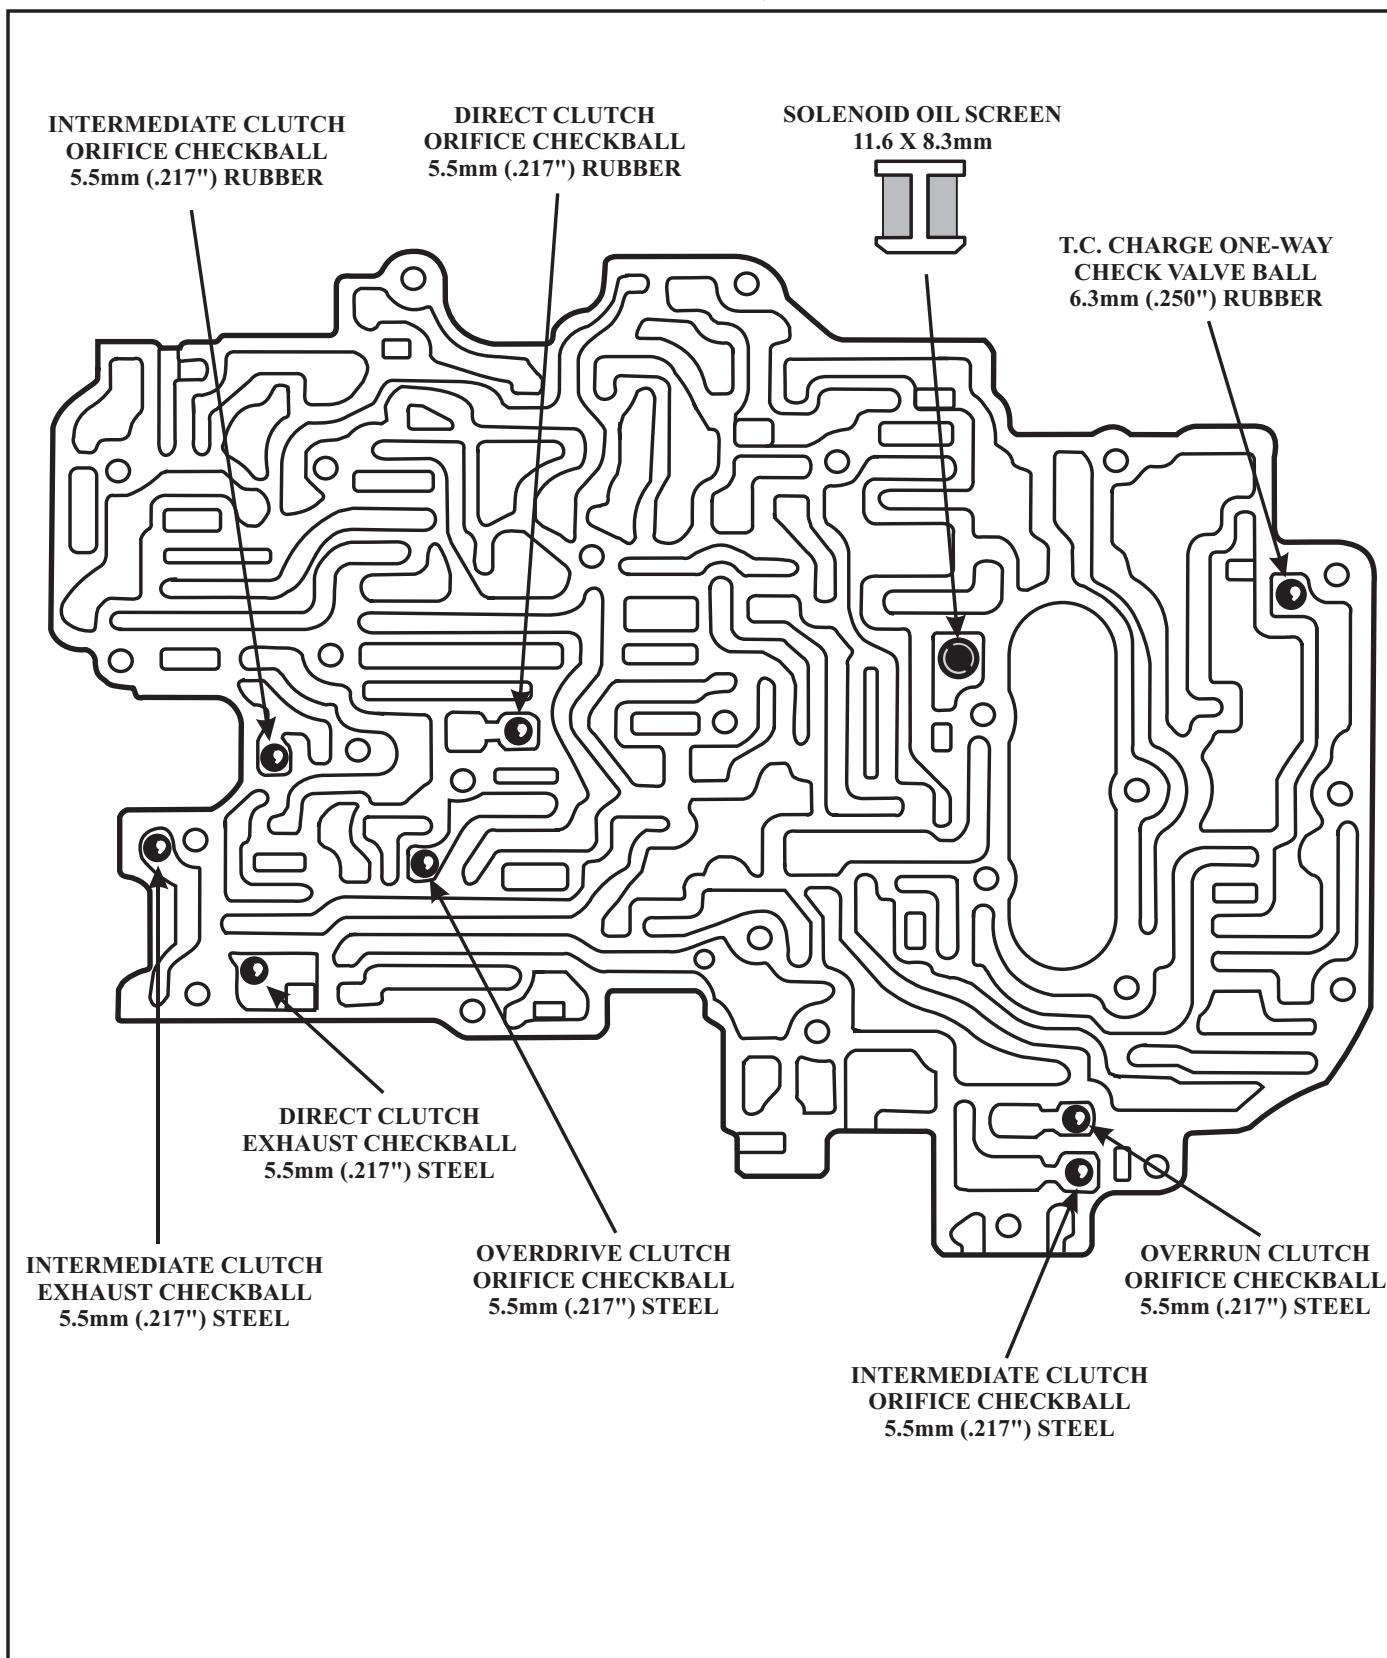 INTERMEDIATE CLUTCH
ORIFICE CHECKBALL
5.5mm (.217") RUBBER
DIRECT CLUTCH
ORIFICE CHECKBALL
5.5mm (.217") RUBBER
SOLENOID OIL SCREEN
11.6 X 8.3mm
T.C. CHARGE ONE-WAY
CHECK VALVE BALL
6.3mm (.250") RUBBER
DIRECT CLUTCH
EXHAUST CHECKBALL
5.5mm (.217") STEEL
INTERMEDIATE CLUTCH
EXHAUST CHECKBALL
5.5mm (.217") STEEL
OVERDRIVE CLUTCH
ORIFICE CHECKBALL
5.5mm (.217") STEEL
OVERRUN CLUTCH
ORIFICE CHECKBALL
5.5mm (.217") STEEL
INTERMEDIATE CLUTCH
ORIFICE CHECKBALL
5.5mm (.217") STEEL